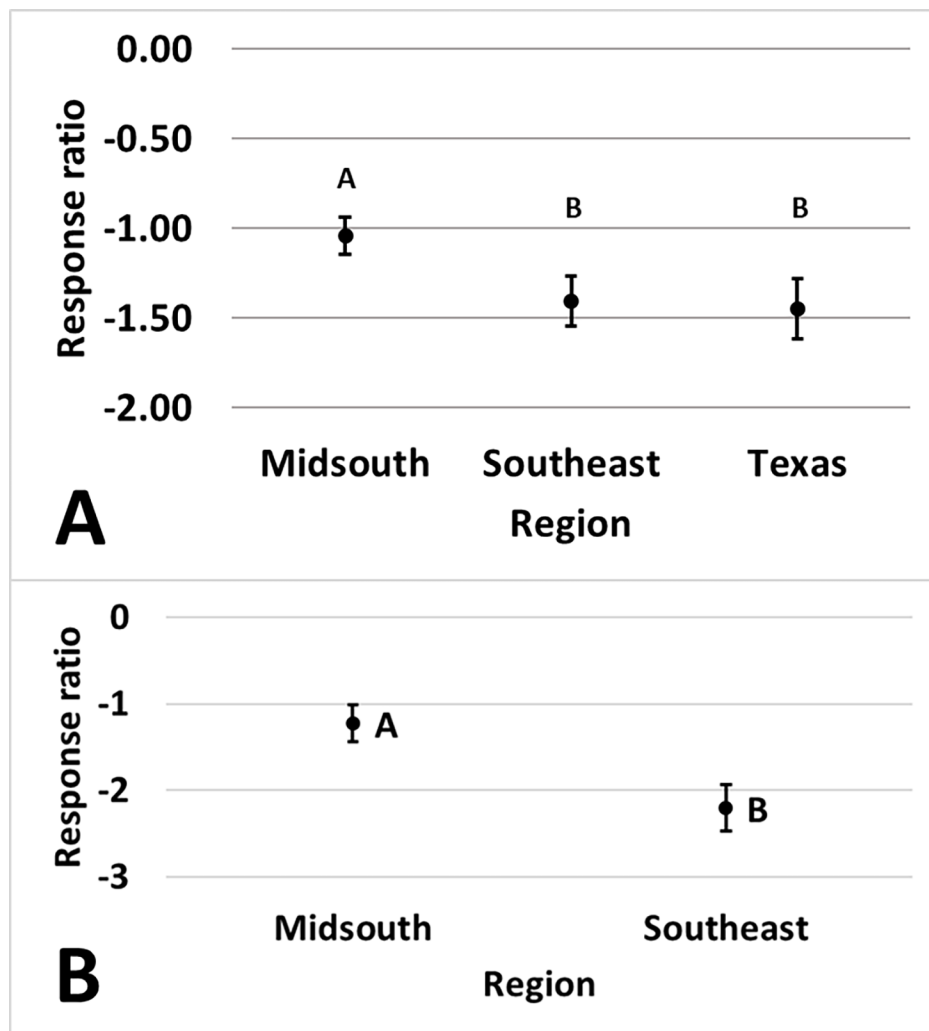 0.00
-0.50
-1.00
-1.50
-2.00
Response ratio
A
B
B
Midsouth Southeast Texas
Region
A
0
-1
-2
-3
Response ratio
A
B
Midsouth Southeast
Region
B